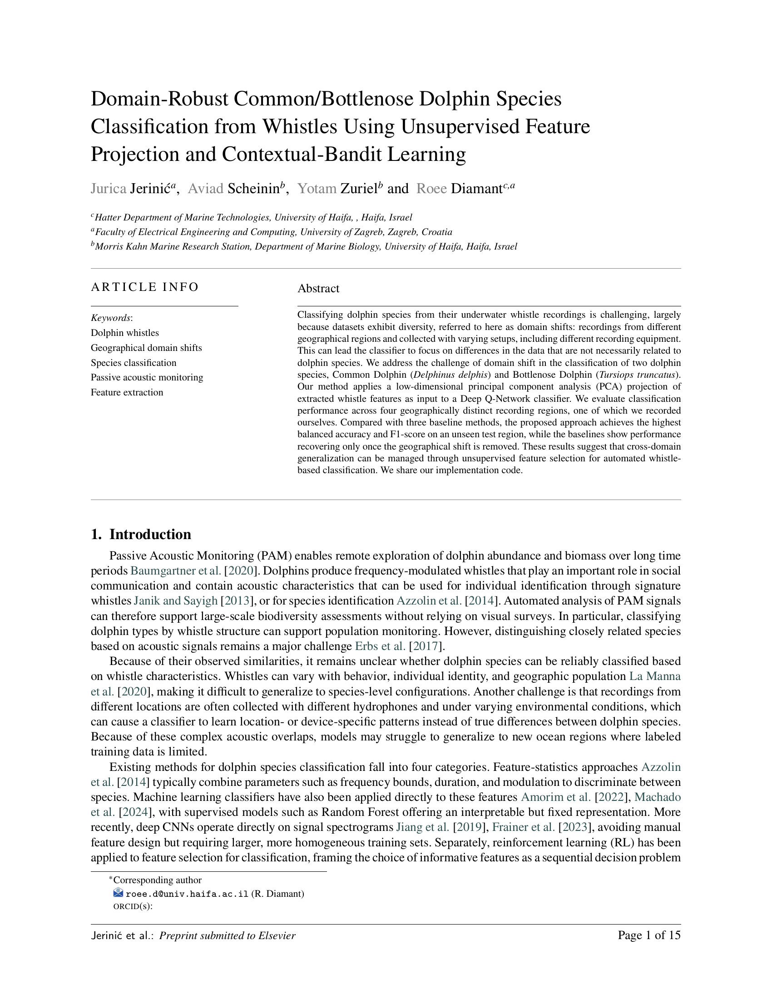 Domain-Robust Common/Bottlenose Dolphin Species
Classification from Whistles Using Unsupervised Feature
Projection and Contextual-Bandit Learning
Jurica Jerinić^a, Aviad Scheinin^b, Yotam Zuriel^b and Roee Diamant^c,a
^c Hatter Department of Marine Technologies, University of Haifa, , Haifa, Israel
^a Faculty of Electrical Engineering and Computing, University of Zagreb, Zagreb, Croatia
^b Morris Kahn Marine Research Station, Department of Marine Biology, University of Haifa, Haifa, Israel
ARTICLE INFO
Keywords:
Dolphin whistles
Geographical domain shifts
Species classification
Passive acoustic monitoring
Feature extraction
Abstract
Classifying dolphin species from their underwater whistle recordings is challenging, largely
because datasets exhibit diversity, referred to here as domain shifts: recordings from different
geographical regions and collected with varying setups, including different recording equipment.
This can lead the classifier to focus on differences in the data that are not necessarily related to
dolphin species. We address the challenge of domain shift in the classification of two dolphin
species, Common Dolphin (Delphinus delphis) and Bottlenose Dolphin (Tursiops truncatus).
Our method applies a low-dimensional principal component analysis (PCA) projection of
extracted whistle features as input to a Deep Q-Network classifier. We evaluate classification
performance across four geographically distinct recording regions, one of which we recorded
ourselves. Compared with three baseline methods, the proposed approach achieves the highest
balanced accuracy and F1-score on an unseen test region, while the baselines show performance
recovering only once the geographical shift is removed. These results suggest that cross-domain
generalization can be managed through unsupervised feature selection for automated whistle-
based classification. We share our implementation code.
1. Introduction
Passive Acoustic Monitoring (PAM) enables remote exploration of dolphin abundance and biomass over long time
periods Baumgartner et al. [2020]. Dolphins produce frequency-modulated whistles that play an important role in social
communication and contain acoustic characteristics that can be used for individual identification through signature
whistles Janik and Sayigh [2013], or for species identification Azzolin et al. [2014]. Automated analysis of PAM signals
can therefore support large-scale biodiversity assessments without relying on visual surveys. In particular, classifying
dolphin types by whistle structure can support population monitoring. However, distinguishing closely related species
based on acoustic signals remains a major challenge Erbs et al. [2017].
Because of their observed similarities, it remains unclear whether dolphin species can be reliably classified based
on whistle characteristics. Whistles can vary with behavior, individual identity, and geographic population La Manna
et al. [2020], making it difficult to generalize to species-level configurations. Another challenge is that recordings from
different locations are often collected with different hydrophones and under varying environmental conditions, which
can cause a classifier to learn location- or device-specific patterns instead of true differences between dolphin species.
Because of these complex acoustic overlaps, models may struggle to generalize to new ocean regions where labeled
training data is limited.
Existing methods for dolphin species classification fall into four categories. Feature-statistics approaches Azzolin
et al. [2014] typically combine parameters such as frequency bounds, duration, and modulation to discriminate between
species. Machine learning classifiers have also been applied directly to these features Amorim et al. [2022], Machado
et al. [2024], with supervised models such as Random Forest offering an interpretable but fixed representation. More
recently, deep CNNs operate directly on signal spectrograms Jiang et al. [2019], Frainer et al. [2023], avoiding manual
feature design but requiring larger, more homogeneous training sets. Separately, reinforcement learning (RL) has been
applied to feature selection for classification, framing the choice of informative features as a sequential decision problem
*Corresponding author
roee.d@univ.haifa.ac.il (R. Diamant)
ORCID(s):
Jerinić et al.: Preprint submitted to Elsevier
Page 1 of 15